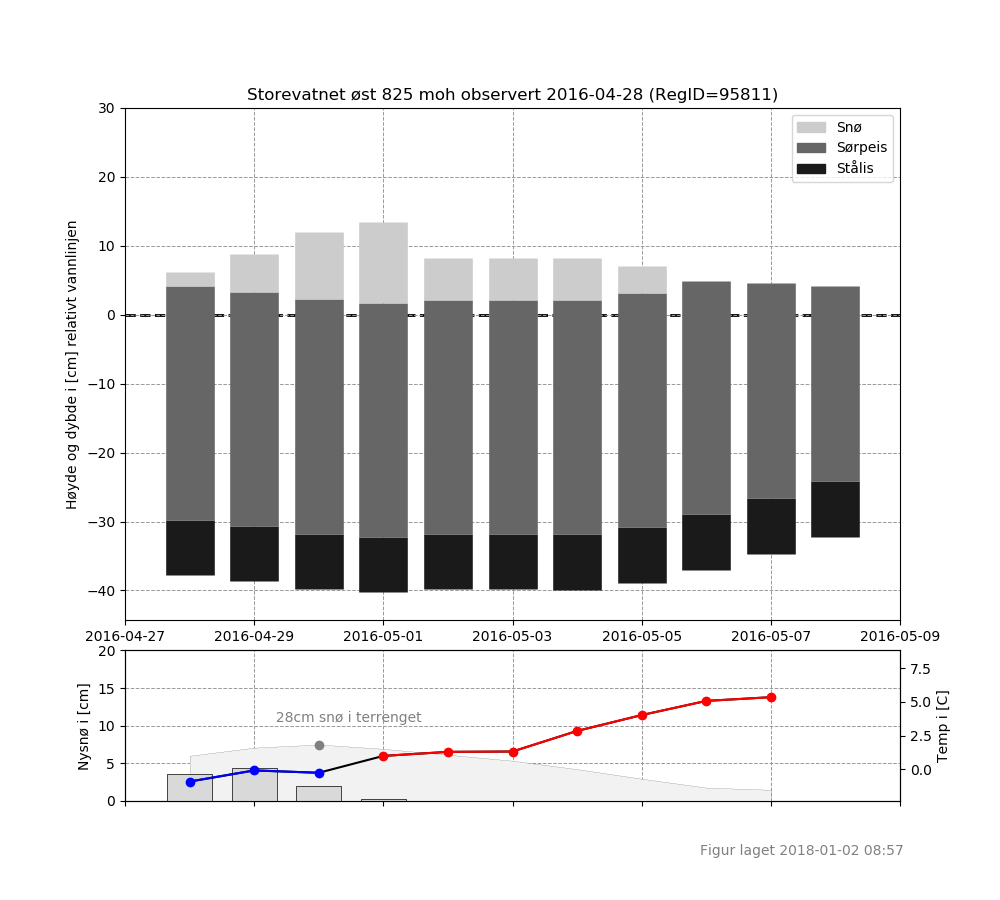 Storevatnet øst 825 moh observert 2016-04-28 (RegID=95811)
30
20
10
0
−10
−20
−30
−40
Høyde og dybde i [cm] relativt vannlinjen
Snø
Sørpeis
Stålis
2016-04-27 2016-04-29 2016-05-01 2016-05-03 2016-05-05 2016-05-07 2016-05-09
20
15
10
5
0
Nysnø i [cm]
28cm snø i terrenget
7.5
5.0
2.5
0.0
Temp i [C]
Figur laget 2018-01-02 08:57